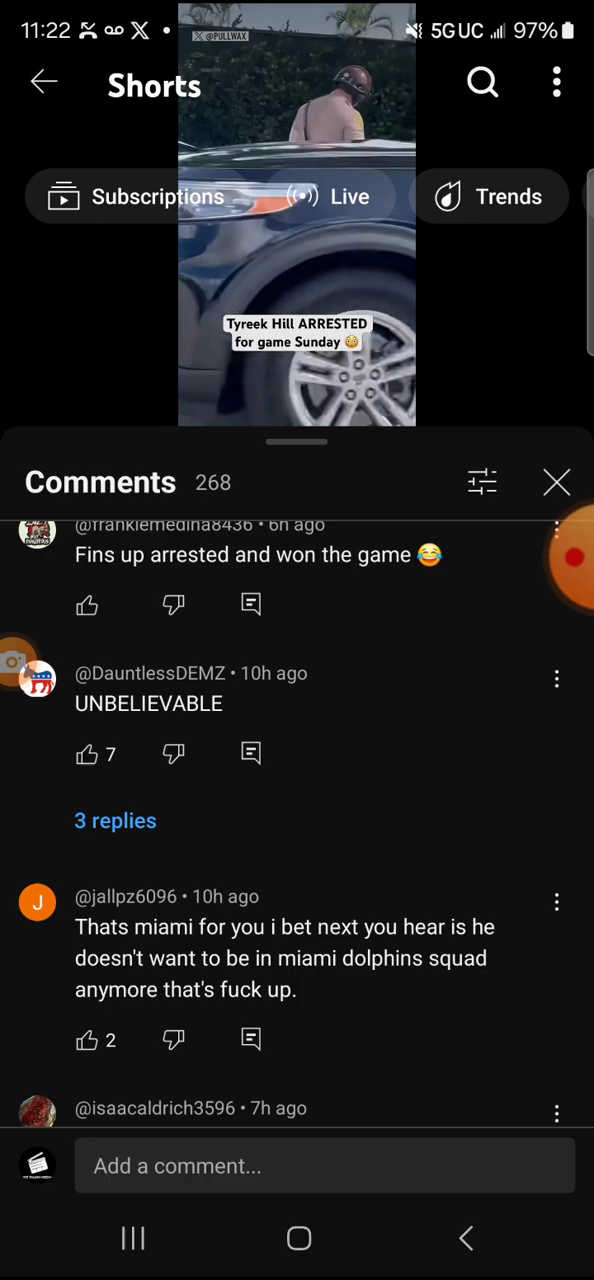 11:22
5G UC
97%
X @PULLWAX
Shorts
Subscriptions
Live
Trends
Tyreek Hill ARRESTED
for game Sunday 😳
Comments 268
@frankiemedina8436 • 6h ago
Fins up arrested and won the game 😂
@DauntlessDEMZ • 10h ago
UNBELIEVABLE
7
3 replies
J
@jallpz6096 • 10h ago
Thats miami for you i bet next you hear is he
doesn't want to be in miami dolphins squad
anymore that's fuck up.
2
@isaacaldrich3596 • 7h ago
Add a comment...